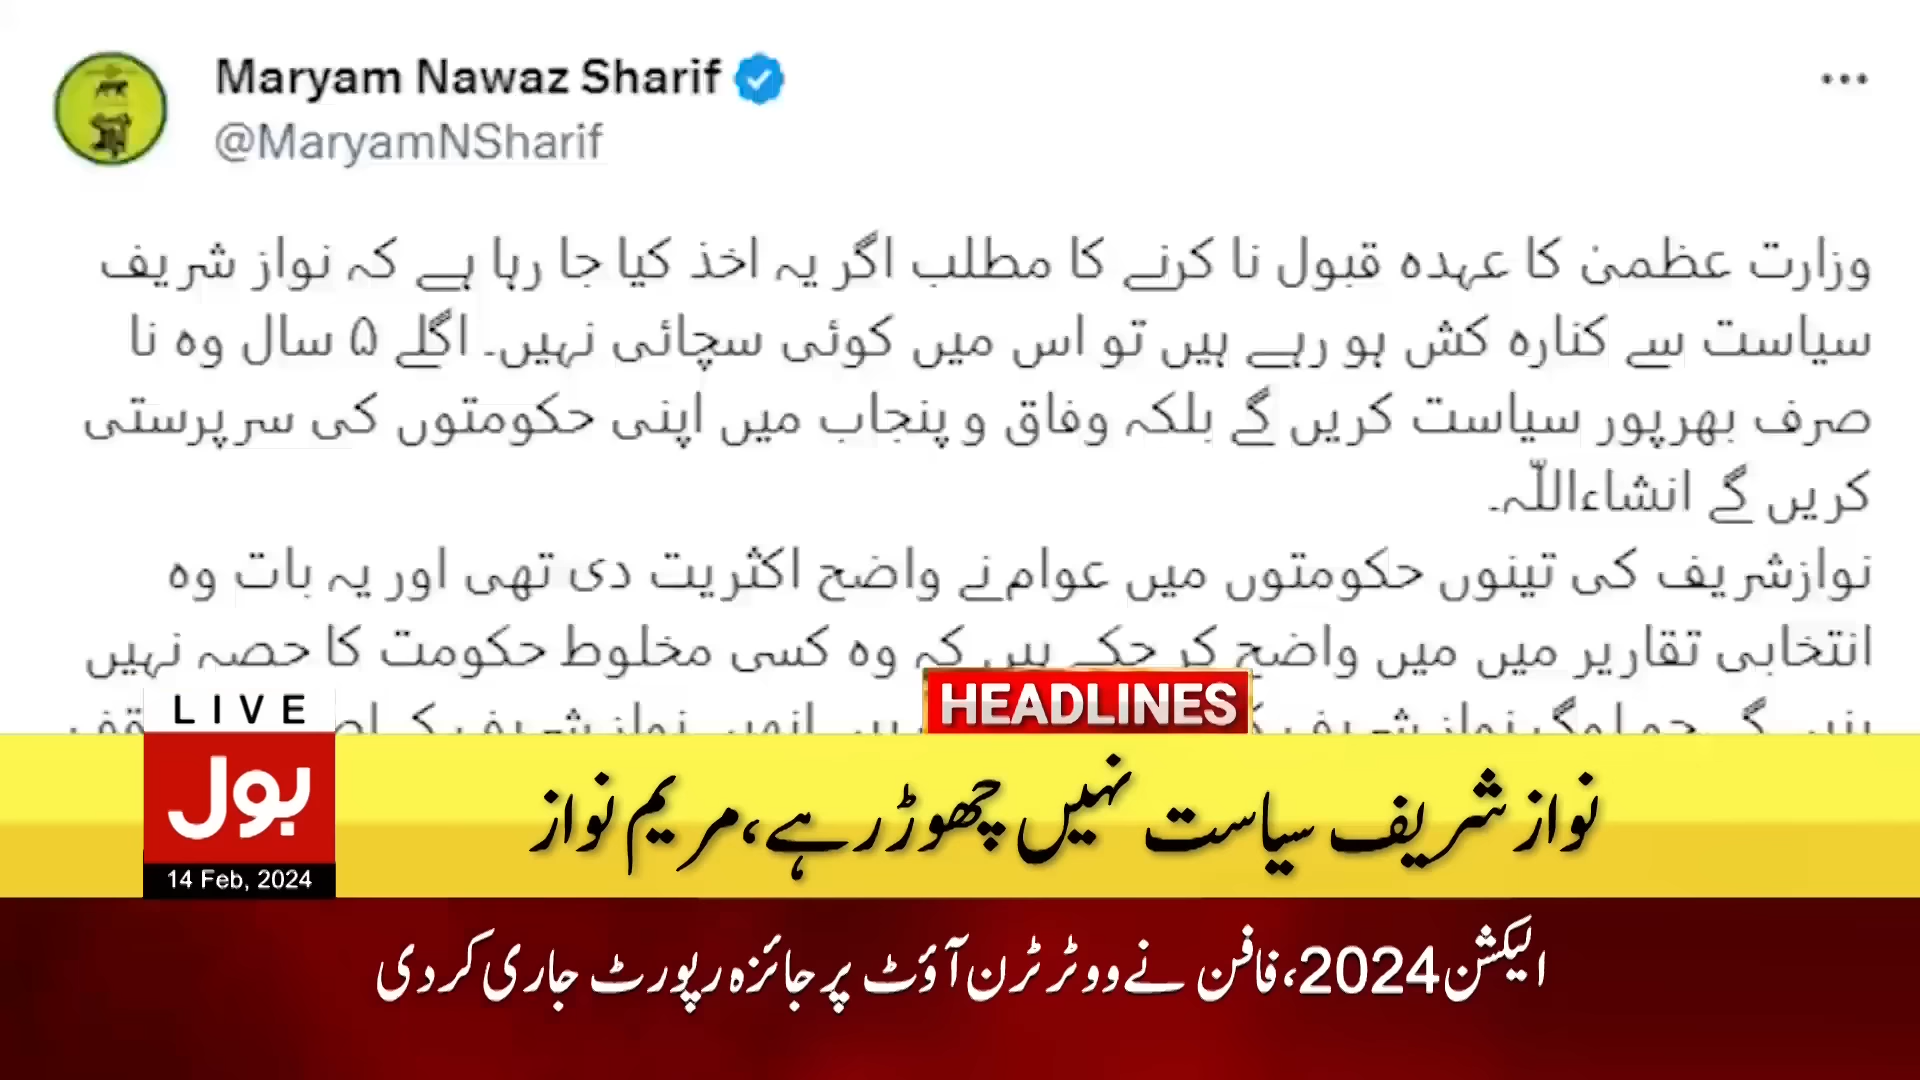 Maryam Nawaz Sharif
@MaryamNSharif
وزارت عظمیٰ کا عہدہ قبول نا کرنے کا مطلب اگر یہ اخذ کیا جا رہا ہے کہ نواز شریف
سیاست سے کنارہ کش ہو رہے ہیں تو اس میں کوئی سچائی نہیں۔ اگلے ۵ سال وہ نا
صرف بھرپور سیاست کریں گے بلکہ وفاق و پنجاب میں اپنی حکومتوں کی سرپرستی
کریں گے انشاءاللّہ۔
نوازشریف کی تینوں حکومتوں میں عوام نے واضح اکثریت دی تھی اور یہ بات وہ
انتخابی تقاریر میں میں واضح کر چکے ہیں کہ وہ کسی مخلوط حکومت کا حصہ نہیں
HEADLINES
LIVE
بول
14 Feb, 2024
نواز شریف سیاست نہیں چھوڑ رہے، مریم نواز
الیکشن 2024، فافن نے ووٹر ٹرن آؤٹ پر جائزہ رپورٹ جاری کردی